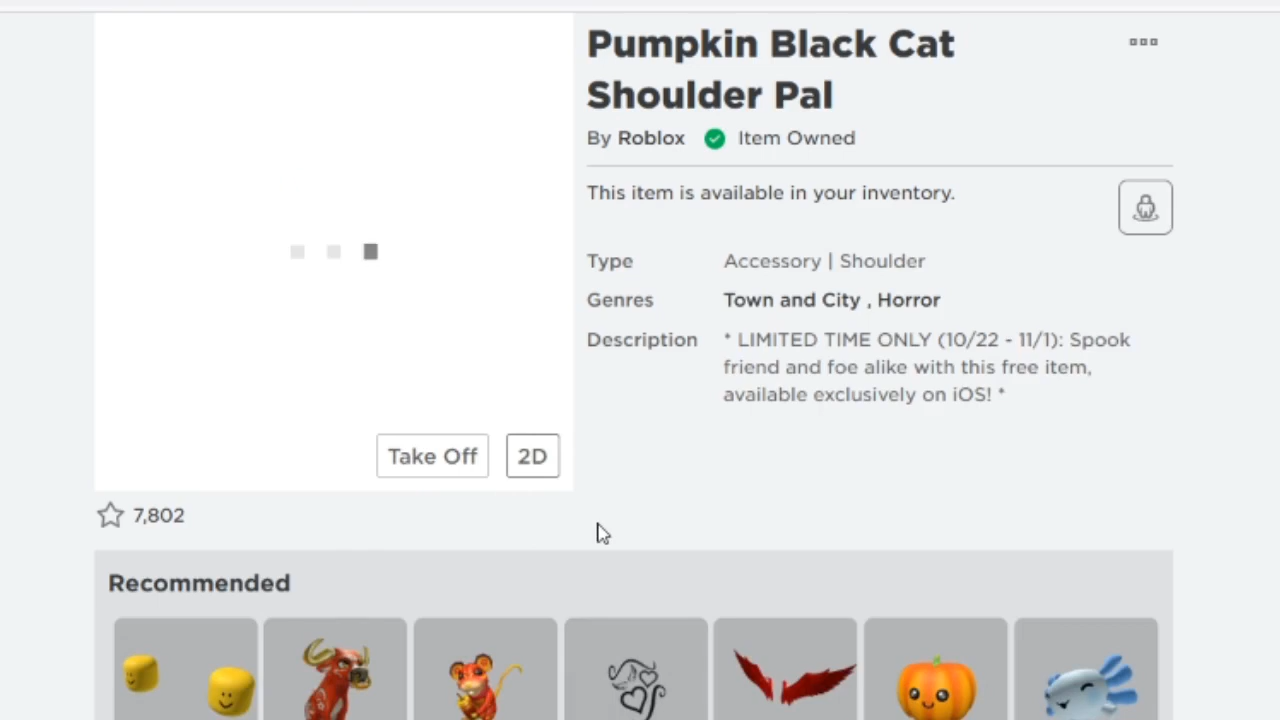 Pumpkin Black Cat
Shoulder Pal
By Roblox Item Owned
This item is available in your inventory.
Type Accessory | Shoulder
Genres Town and City , Horror
Description * LIMITED TIME ONLY (10/22 - 11/1): Spook
friend and foe alike with this free item,
available exclusively on iOS! *
Take Off 2D
7,802
Recommended